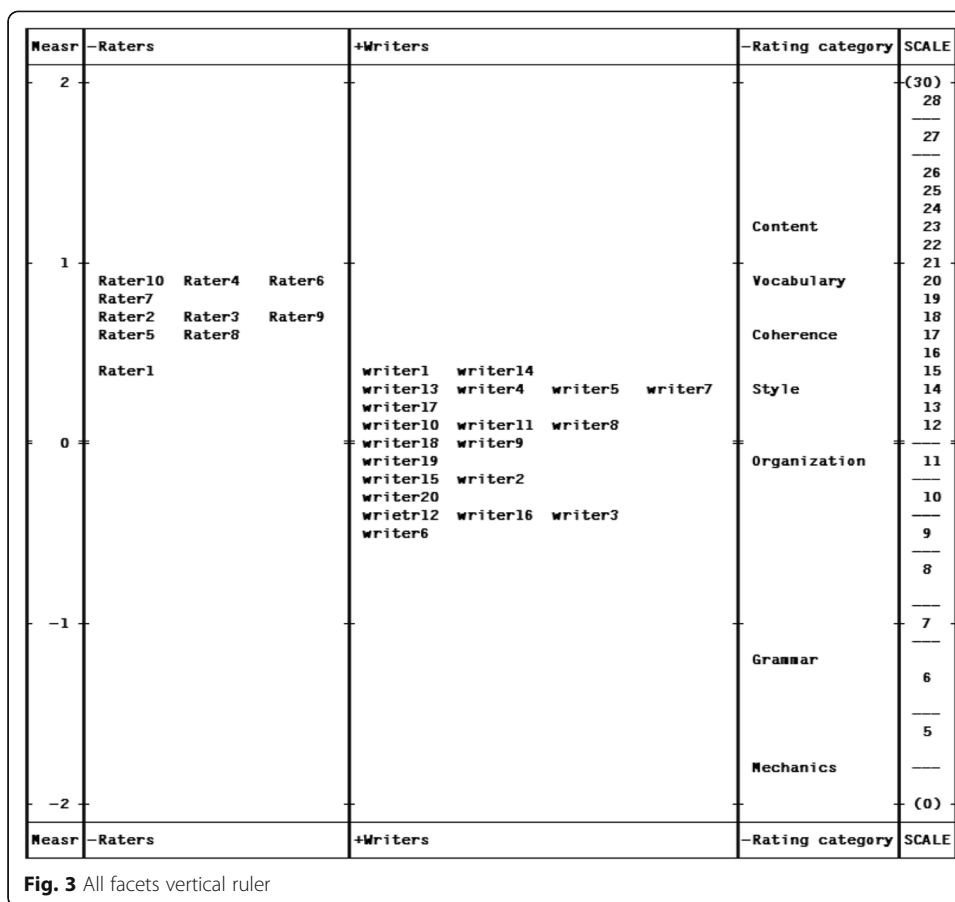 Measr -Raters +Writers -Rating category SCALE
2 (30)
28
27
26
25
24
Content 23
22
1 21
Rater10 Rater4 Rater6 Vocabulary 20
Rater7 19
Rater2 Rater3 Rater9 18
Rater5 Rater8 Coherence 17
16
Rater1 writer1 writer14 15
writer13 writer4 writer5 writer7 Style 14
writer17 13
writer10 writer11 writer8 12
0 writer18 writer9
writer19 Organization 11
writer15 writer2
writer20 10
wrietr12 writer16 writer3
writer6 9
8
-1 7
Grammar
6
5
Mechanics
-2 (0)
Measr -Raters +Writers -Rating category SCALE
Fig. 3 All facets vertical ruler